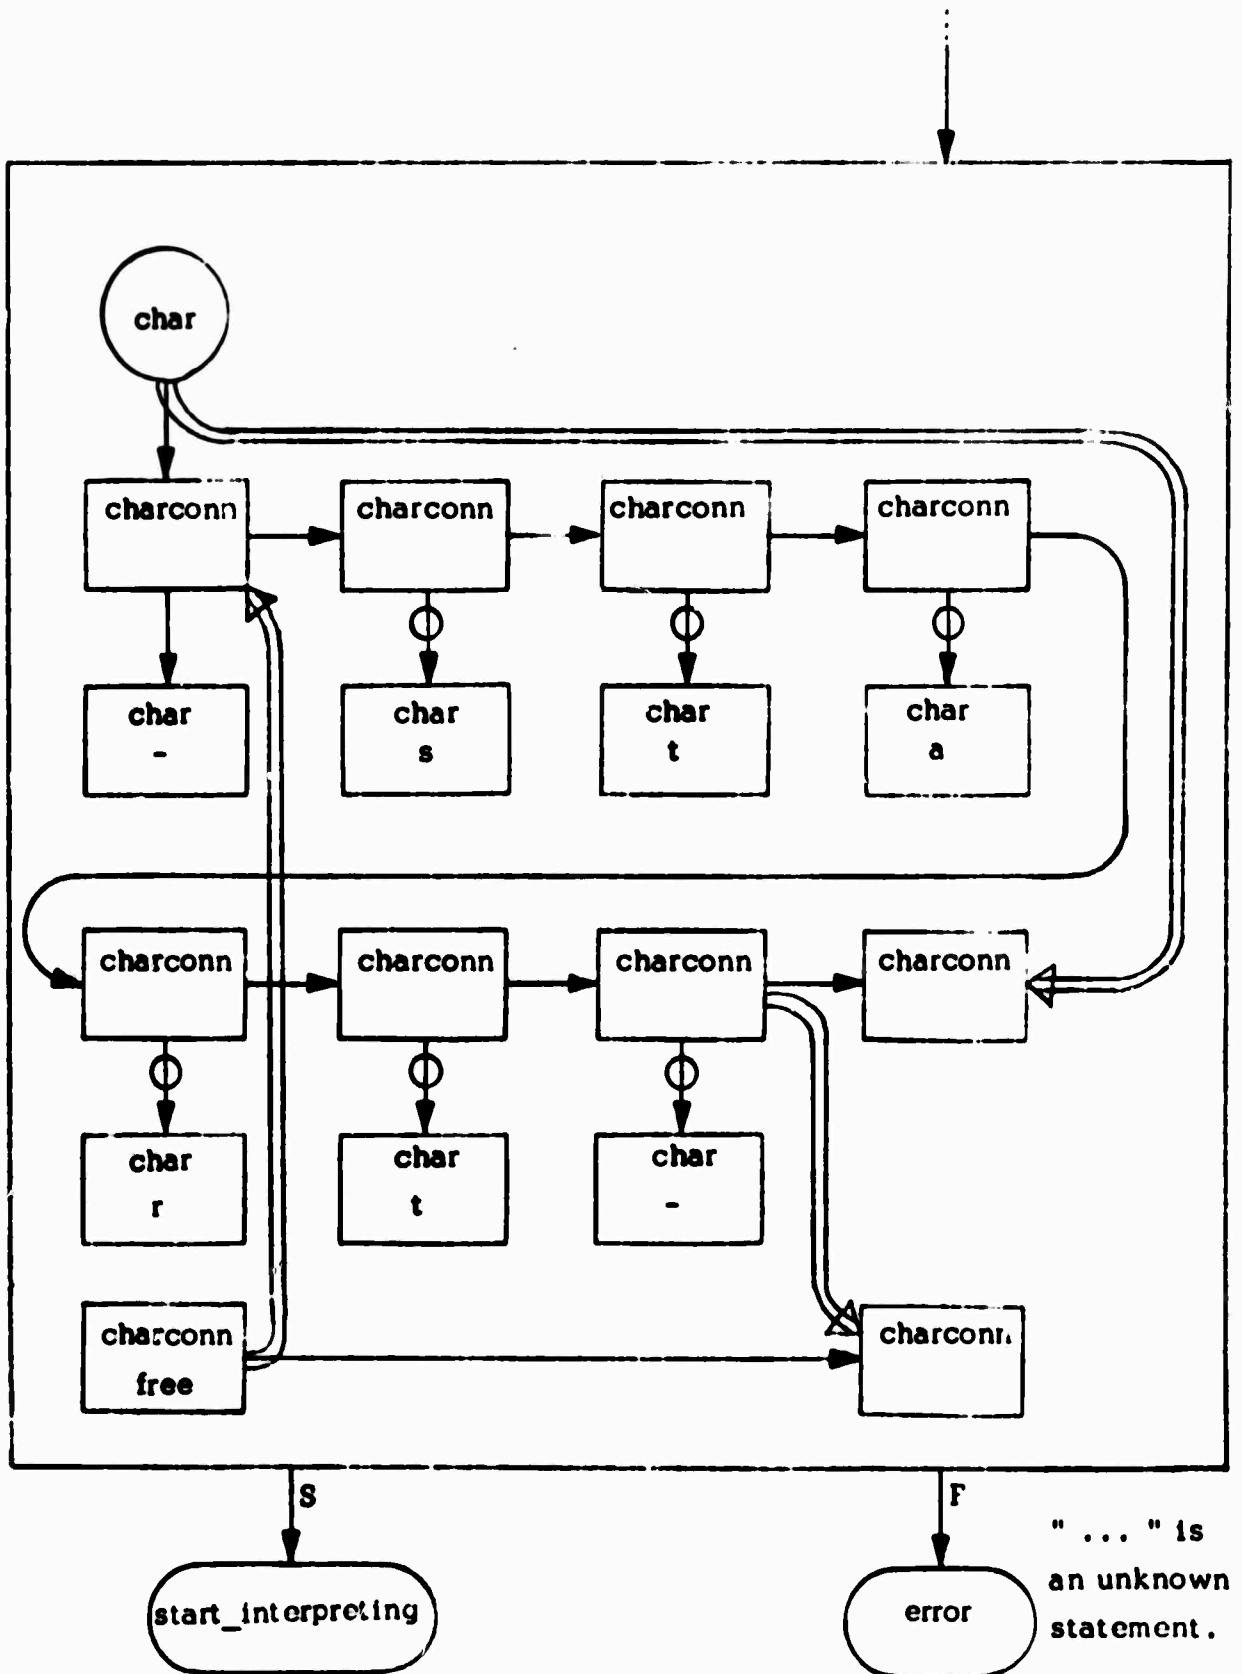 char
charconn
charconn
charconn
charconn
char
-
char
s
char
t
char
a
charconn
charconn
charconn
charconn
char
r
char
t
char
-
charconn
free
charconn
S
F
" ... " is
an unknown
statement.
start_interpreting
error